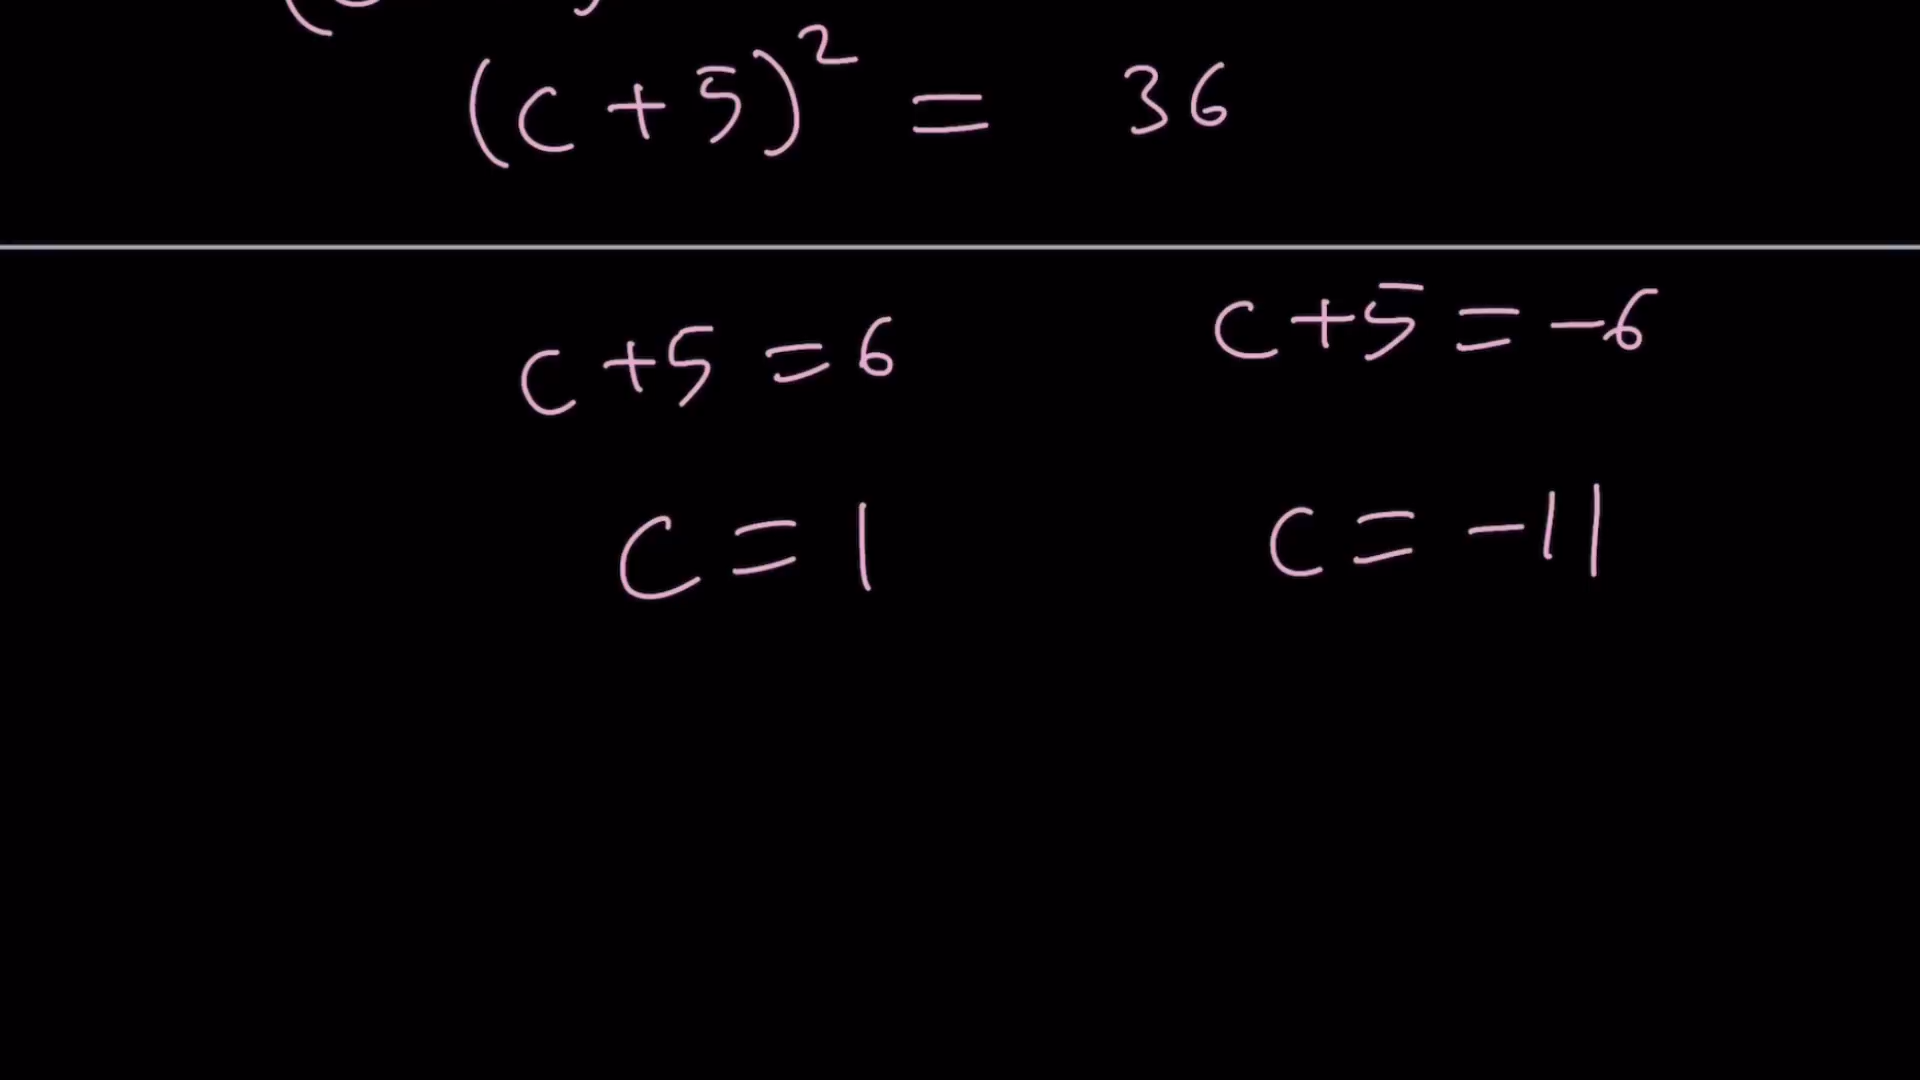 (c+5)² = 36
c+5=6 c+5=-6
c=1 c=-11